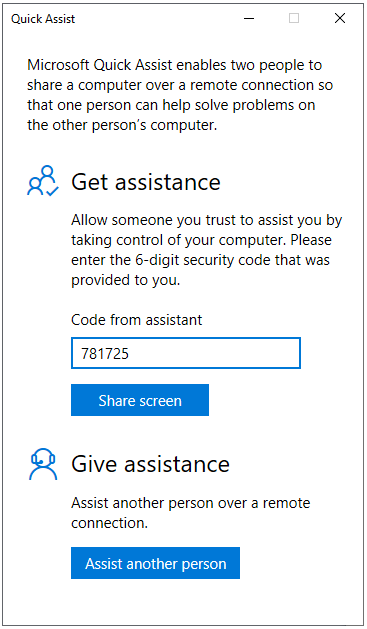 Quick Assist
Microsoft Quick Assist enables two people to
share a computer over a remote connection so
that one person can help solve problems on
the other person's computer.
Get assistance
Allow someone you trust to assist you by
taking control of your computer. Please
enter the 6-digit security code that was
provided to you.
Code from assistant
781725
Share screen
Give assistance
Assist another person over a remote
connection.
Assist another person